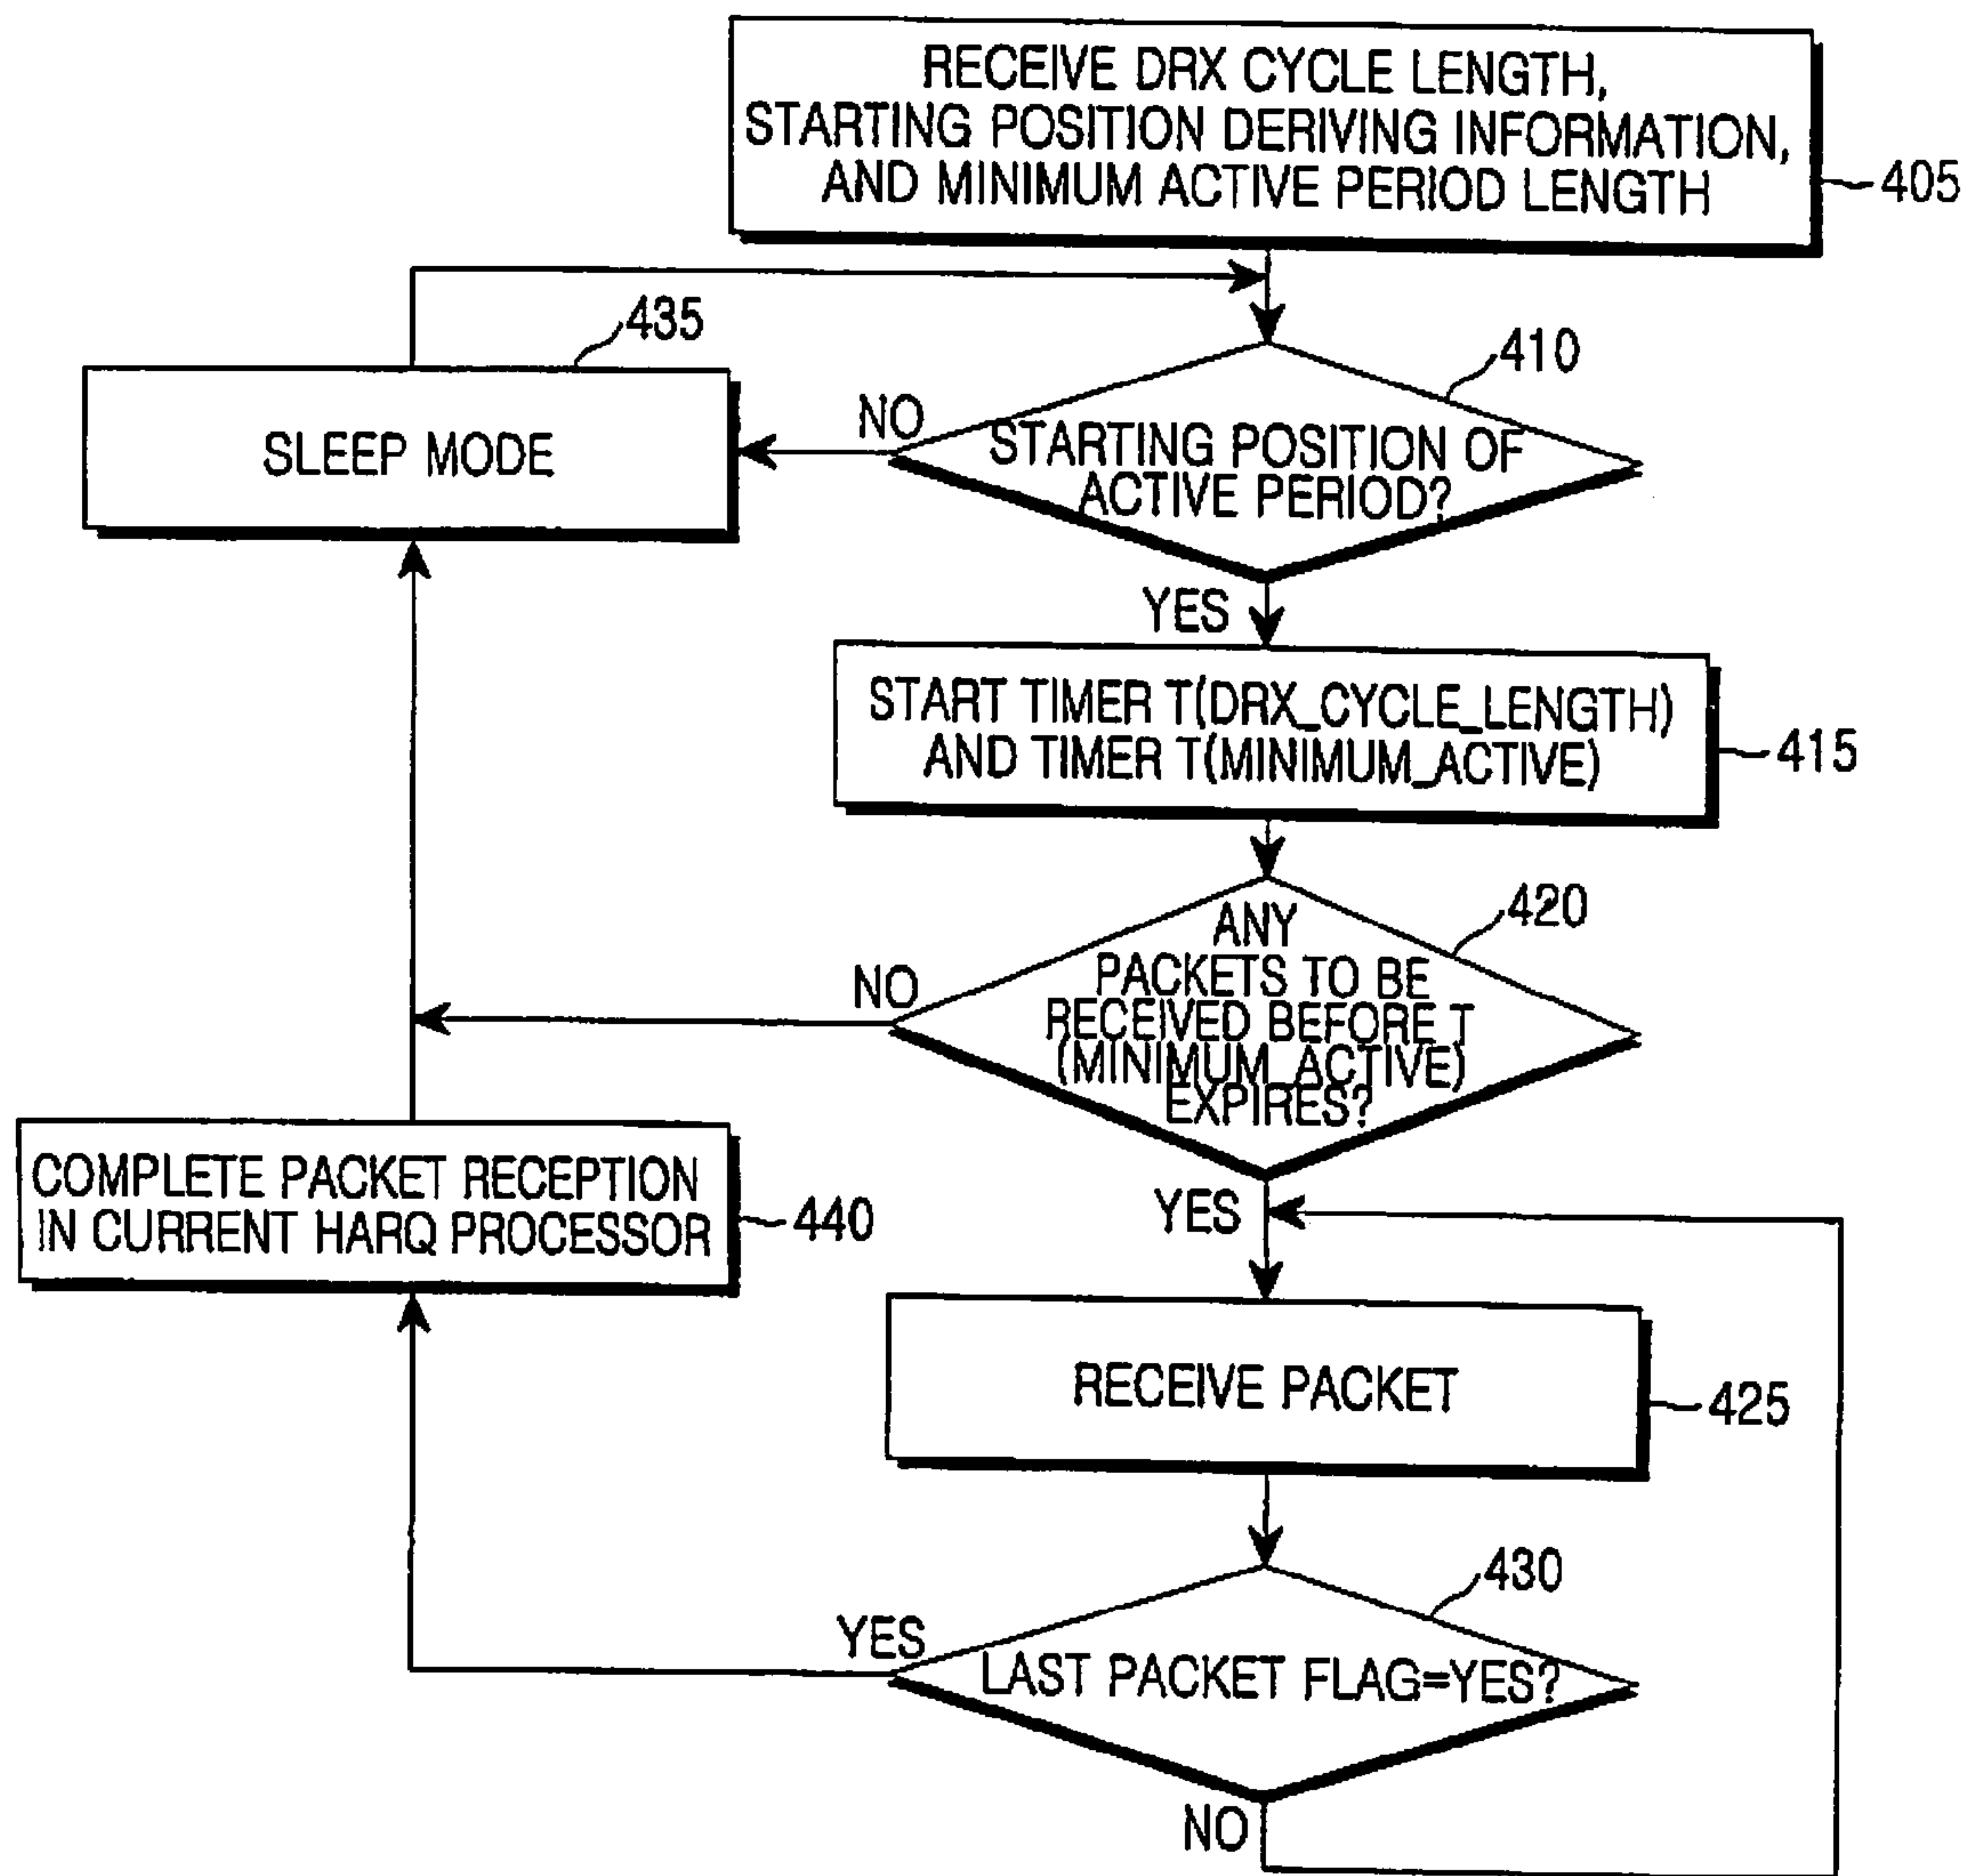 RECEIVE DRX CYCLE LENGTH,
STARTING POSITION DERIVING INFORMATION,
AND MINIMUM ACTIVE PERIOD LENGTH
405
435
410
SLEEP MODE
NO
STARTING POSITION OF
ACTIVE PERIOD?
YES
START TIMER T(DRX_CYCLE_LENGTH)
AND TIMER T(MINIMUM_ACTIVE)
415
420
ANY
PACKETS TO BE
RECEIVED BEFORE T
(MINIMUM_ACTIVE)
EXPIRES?
NO
COMPLETE PACKET RECEPTION
IN CURRENT HARQ PROCESSOR
440
YES
RECEIVE PACKET
425
430
YES
LAST PACKET FLAG=YES?
NO